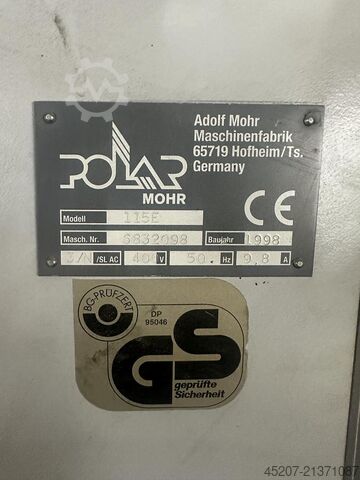 POLAR
MOHR
Adolf Mohr
Maschinenfabrik
65719 Hofheim/Ts.
Germany
CE
Modell 115E
Masch. Nr. 6832098 Baujahr 1998
3/N /SL AC 40 V 50. Hz 9,8 A
BG-PRÜFZERT
DP
95046
GS
geprüfte
Sicherheit
45207-21371087